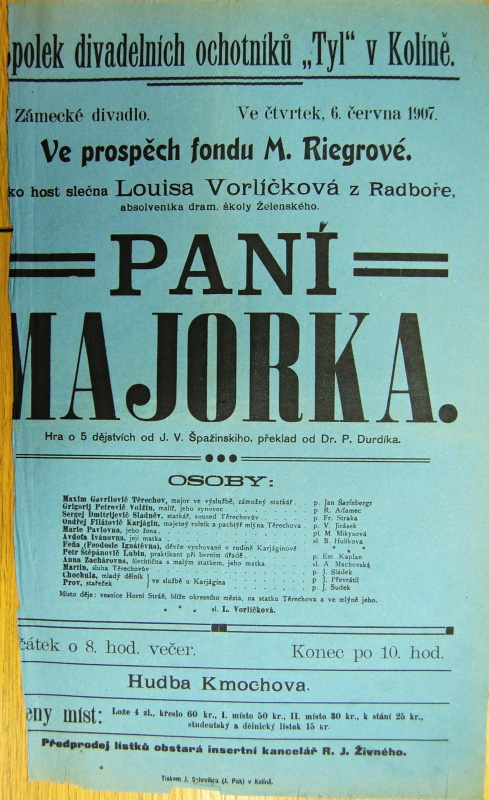 spolek divadelních ochotníků „Tyl“ v Kolíně.
Zámecké divadlo. Ve čtvrtek, 6. června 1907.
Ve prospěch fondu M. Riegrové.
ko host slečna Louisa Vorlíčková z Radboře,
absolventka dram. školy Želenského.
PANÍ
MAJORKA.
Hra o 5 dějstvích od J. V. Špažinského. překlad od Dr. P. Durdíka.
OSOBY:
Maxim Gavrilovič Těrechov, major ve výslužbě, zámožný statkář . . p. Jan Šarnberger
Grigorij Petrovič Volžin, malíř, jeho synovec . . . p. R. Adamec
Sergej Dmitrijevič Sladněv, statkář, soused Těrechovův . . . p. Fr. Straka
Ondřej Filátovič Karjágin, majetný rolník a pachtýř mlýna Těrechova . . p. V. Jirásek
Marie Pavlovna, jeho žena . . . pí. M. Mikysová
Avdoťa Ivánovna, její matka . . . sl. B. Hulíková
Feňa (Feodosie Ignátěvna), děvče vychované v rodině Karjáginově * * *
Petr Štěpánovič Lubin, praktikant při berním úřadě . . . p. Em. Kaplan
Anna Zachárovna, šlechtična s malým statkem, jeho matka . . sl. A. Machovská
Martin, sluha Těrechovův . . . p. J. Sládek
Chochula, mladý dělník } ve službě u Karjágina . . . p. J. Převrátil
Prov, stařeček p. J. Šudek
Místo děje: vesnice Horní Stráň, blíže okresního města, na statku Těrechova a ve mlýně jeho.
* * * sl. L. Vorlíčková.
čátek o 8. hod. večer. Konec po 10. hod.
Hudba Kmochova.
eny míst: Lože 4 zl., křeslo 60 kr., I. místo 50 kr., II. místo 30 kr., k stání 25 kr.,
studentský a dělnický lístek 15 kr.
Předprodej lístků obstará insertní kancelář R. J. Živného.
Tiskem J. Schreibra (J. Pak) v Kolíně.